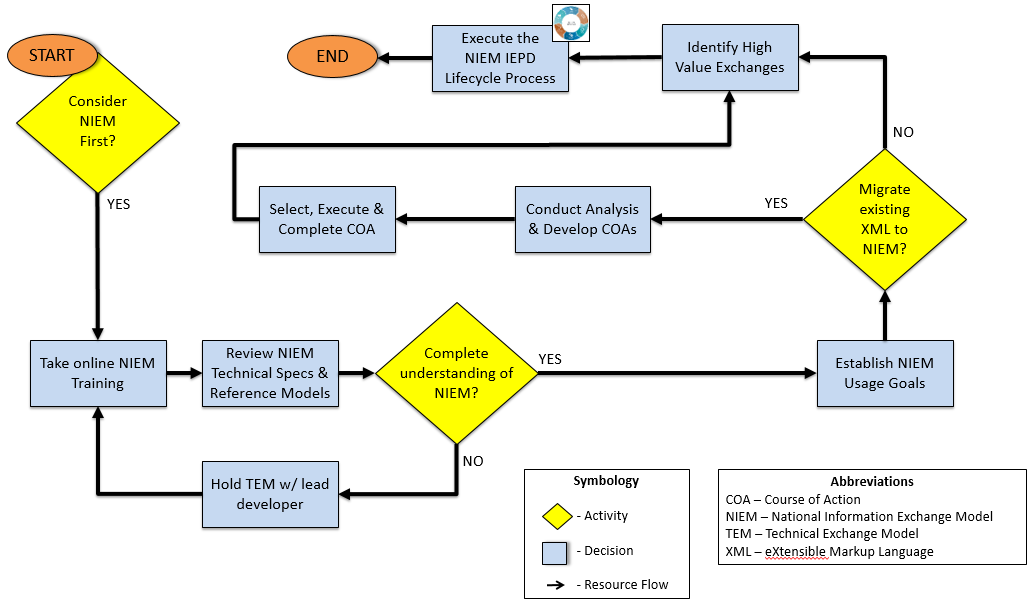 START
Consider
NIEM
First?
YES
Take online NIEM
Training
Review NIEM
Technical Specs &
Reference Models
Complete
understanding of
NIEM?
NO
Hold TEM w/ lead
developer
YES
Establish NIEM
Usage Goals
Migrate
existing
XML to
NIEM?
YES
Conduct Analysis
& Develop COAs
Select, Execute &
Complete COA
NO
Identify High
Value Exchanges
Execute the
NIEM IEPD
Lifecycle Process
END
Symbology
- Activity
- Decision
- Resource Flow
Abbreviations
COA – Course of Action
NIEM – National Information Exchange Model
TEM – Technical Exchange Model
XML – eXtensible Markup Language